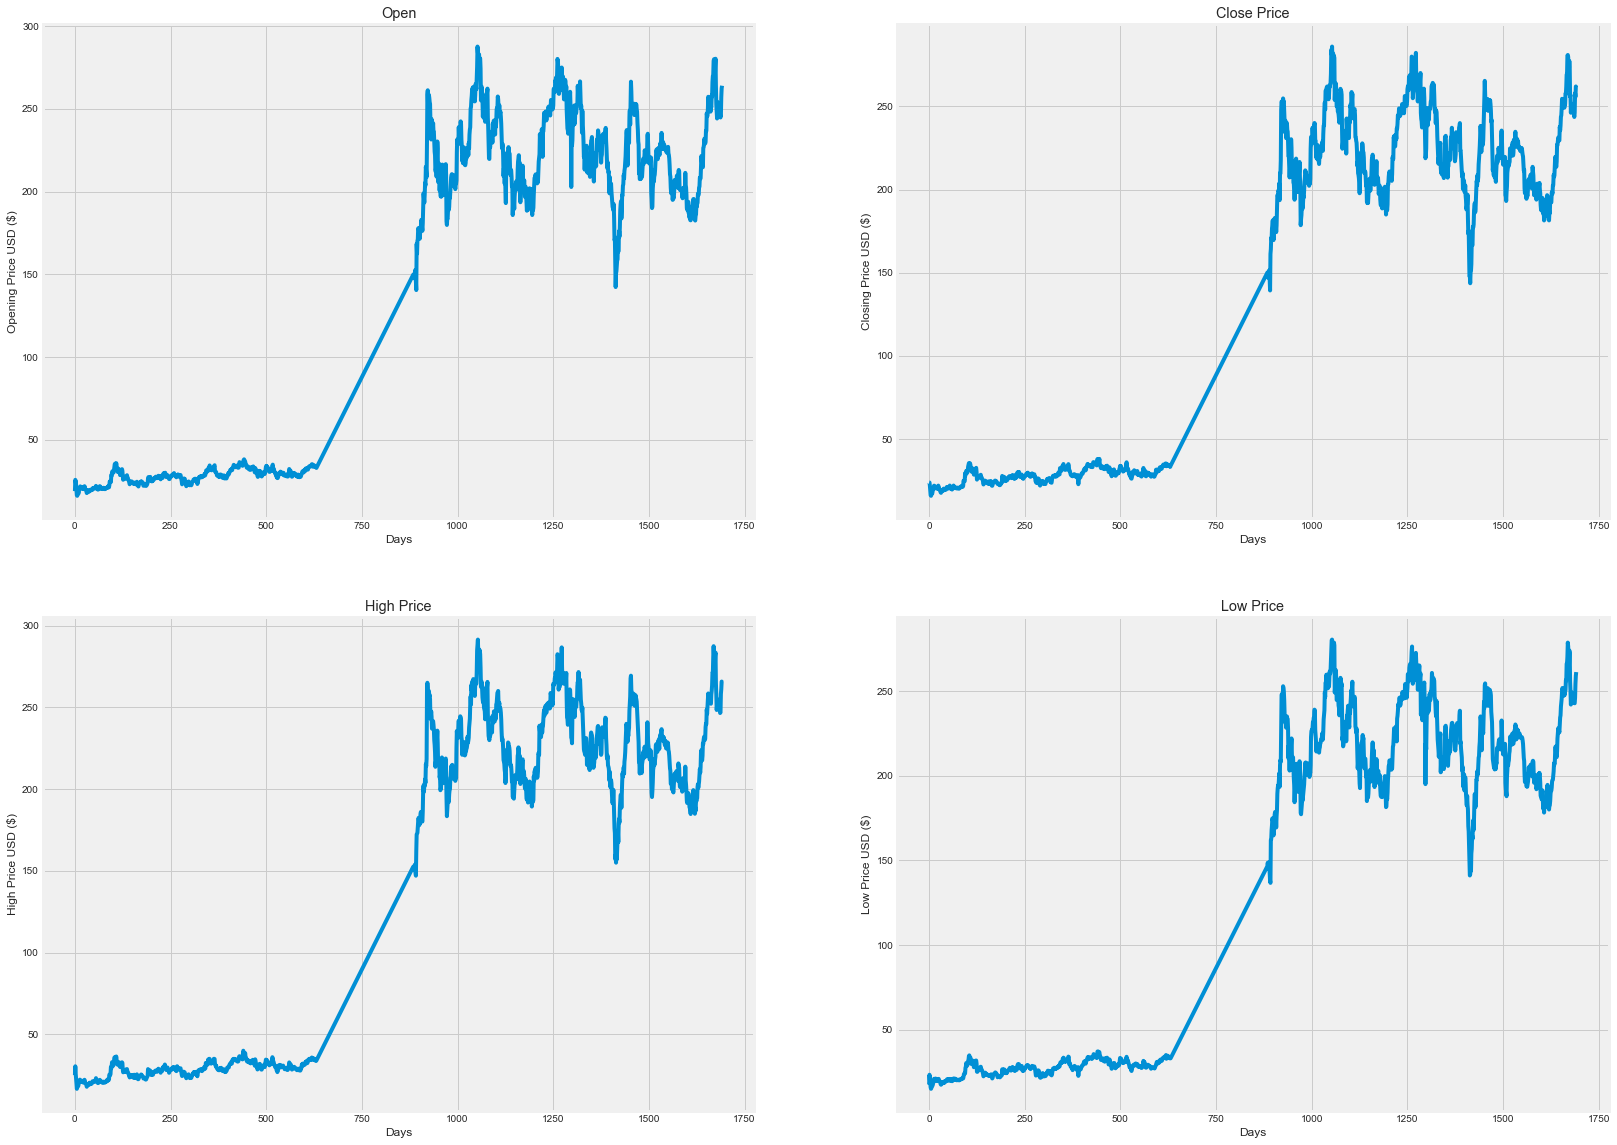 Open
300
250
200
150
100
50
Opening Price USD ($)
0 250 500 750 1000 1250 1500 1750
Days
Close Price
250
200
150
100
50
Closing Price USD ($)
0 250 500 750 1000 1250 1500 1750
Days
High Price
300
250
200
150
100
50
High Price USD ($)
0 250 500 750 1000 1250 1500 1750
Days
Low Price
250
200
150
100
50
Low Price USD ($)
0 250 500 750 1000 1250 1500 1750
Days